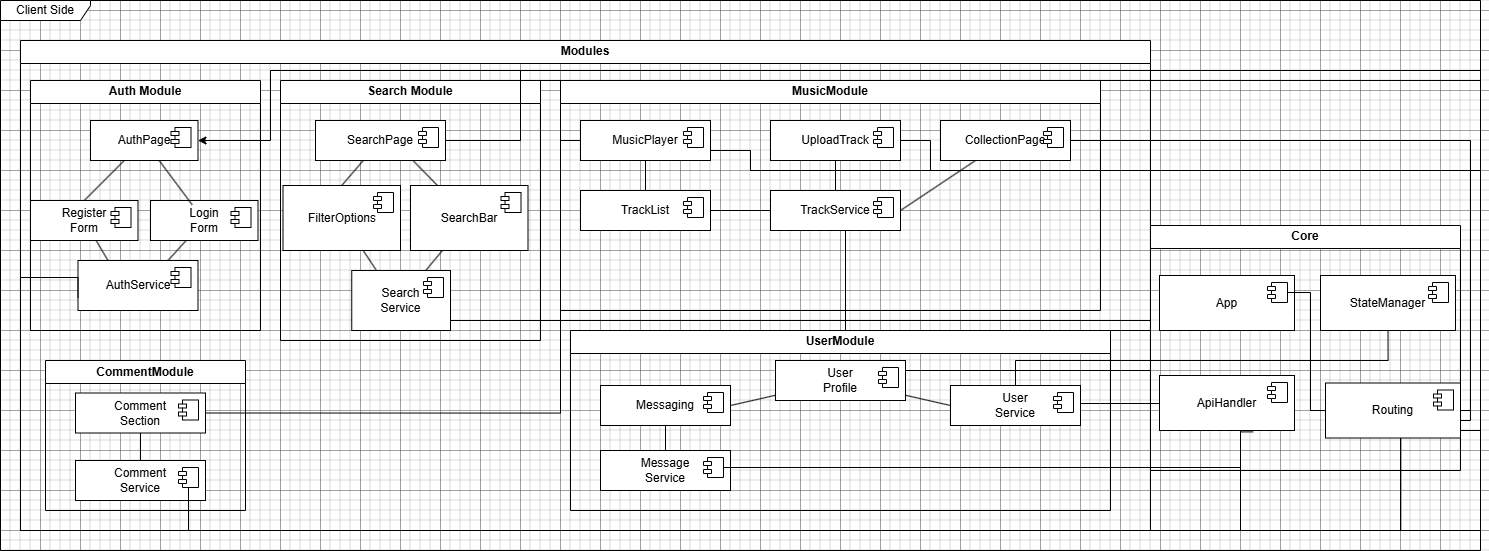 Client Side
Modules
Auth Module
Search Module
MusicModule
AuthPage
SearchPage
MusicPlayer
UploadTrack
CollectionPage
Register
Form
Login
Form
FilterOptions
SearchBar
TrackList
TrackService
AuthService
Search
Service
Core
App
StateManager
UserModule
CommentModule
Comment
Section
Comment
Service
User
Profile
Messaging
User
Service
Message
Service
ApiHandler
Routing